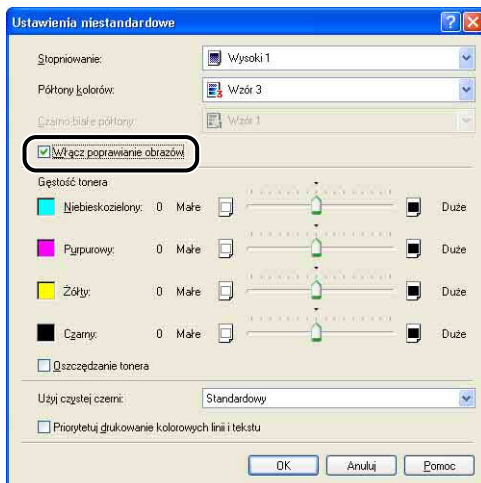 Ustawienia niestandardowe
Stopniowanie: Wysoki 1
Półtony kolorów: Wzór 3
Czarno-białe półtony: Wzór 1
Włącz poprawianie obrazów
Gęstość tonera
Niebieskozielony: 0 Małe Duże
Purpurowy: 0 Małe Duże
Żółty: 0 Małe Duże
Czarny: 0 Małe Duże
Oszczędzanie tonera
Użyj czystej czerni: Standardowy
Priorytetuj drukowanie kolorowych linii i tekstu
OK Anuluj Pomoc